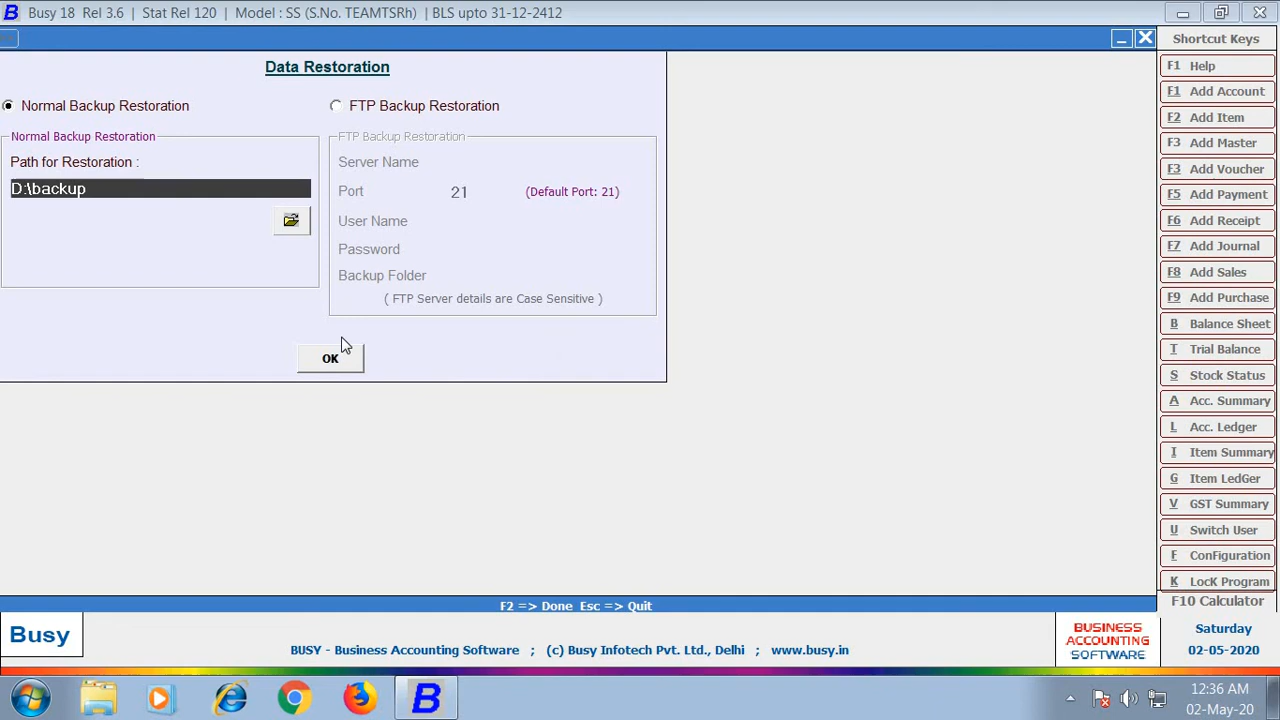 B Busy 18 Rel 3.6 | Stat Rel 120 | Model : SS (S.No. TEAMTSRh) | BLS upto 31-12-2412
Data Restoration
Normal Backup Restoration
FTP Backup Restoration
Normal Backup Restoration
Path for Restoration :
D:\backup
FTP Backup Restoration
Server Name
Port 21 (Default Port: 21)
User Name
Password
Backup Folder
( FTP Server details are Case Sensitive )
OK
Shortcut Keys
F1 Help
F1 Add Account
F2 Add Item
F3 Add Master
F3 Add Voucher
F5 Add Payment
F6 Add Receipt
F7 Add Journal
F8 Add Sales
F9 Add Purchase
B Balance Sheet
T Trial Balance
S Stock Status
A Acc. Summary
L Acc. Ledger
I Item Summary
G Item LedGer
V GST Summary
U Switch User
F ConFiguration
K LocK Program
F10 Calculator
F2 => Done Esc => Quit
Busy
BUSY - Business Accounting Software ; (c) Busy Infotech Pvt. Ltd., Delhi ; www.busy.in
BUSINESS
ACCOUNTING
SOFTWARE
Saturday
02-05-2020
B
12:36 AM
02-May-20